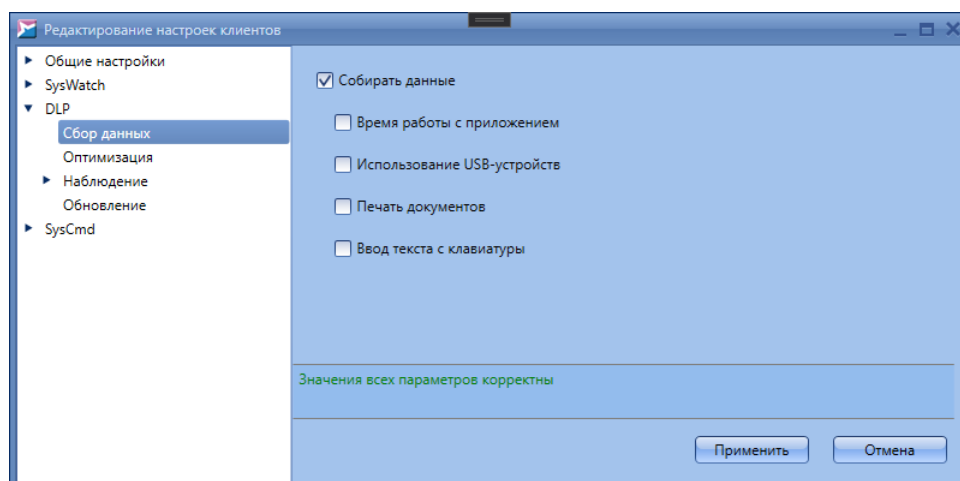 Редактирование настроек клиентов
Общие настройки
SysWatch
DLP
Сбор данных
Оптимизация
Наблюдение
Обновление
SysCmd
Собирать данные
Время работы с приложением
Использование USB-устройств
Печать документов
Ввод текста с клавиатуры
Значения всех параметров корректны
Применить
Отмена